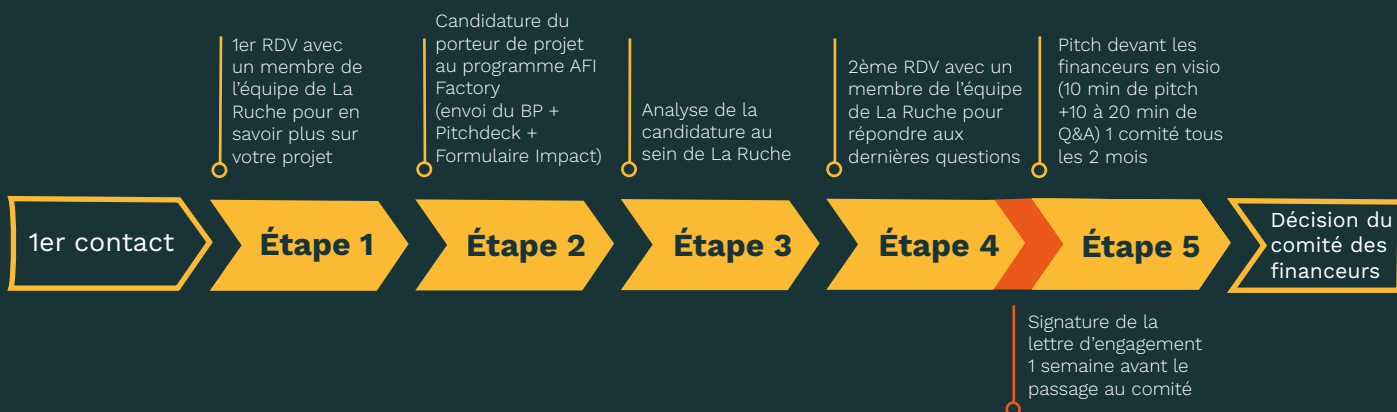 1er RDV avec
un membre de
l'équipe de La
Ruche pour en
savoir plus sur
votre projet
Candidature du
porteur de projet
au programme AFI
Factory
(envoi du BP +
Pitchdeck +
Formulaire Impact)
Analyse de la
candidature au
sein de La Ruche
2ème RDV avec un
membre de l'équipe
de La Ruche pour
répondre aux
dernières questions
Pitch devant les
financeurs en visio
(10 min de pitch
+10 à 20 min de
Q&A) 1 comité tous
les 2 mois
1er contact
Étape 1
Étape 2
Étape 3
Étape 4
Étape 5
Décision du
comité des
financeurs
Signature de la
lettre d'engagement
1 semaine avant le
passage au comité